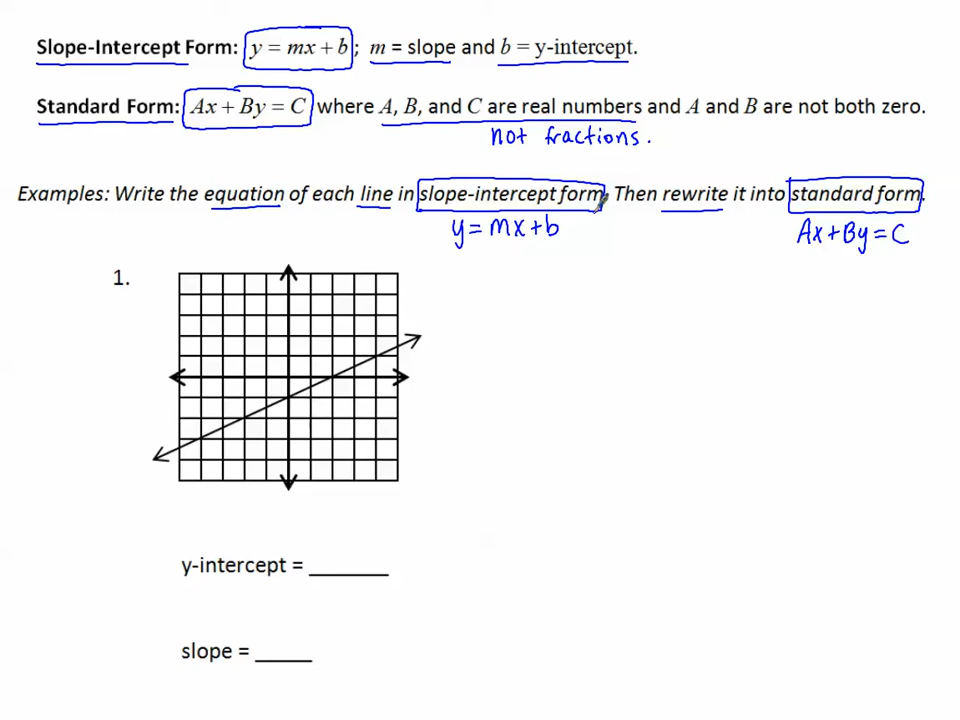 Slope-Intercept Form: y = mx + b ; m = slope and b = y-intercept.
Standard Form: Ax + By = C where A, B, and C are real numbers and A and B are not both zero.
not fractions.
Examples: Write the equation of each line in slope-intercept form. Then rewrite it into standard form.
y = mx + b
Ax + By = C
1.
y-intercept = _______
slope = _____